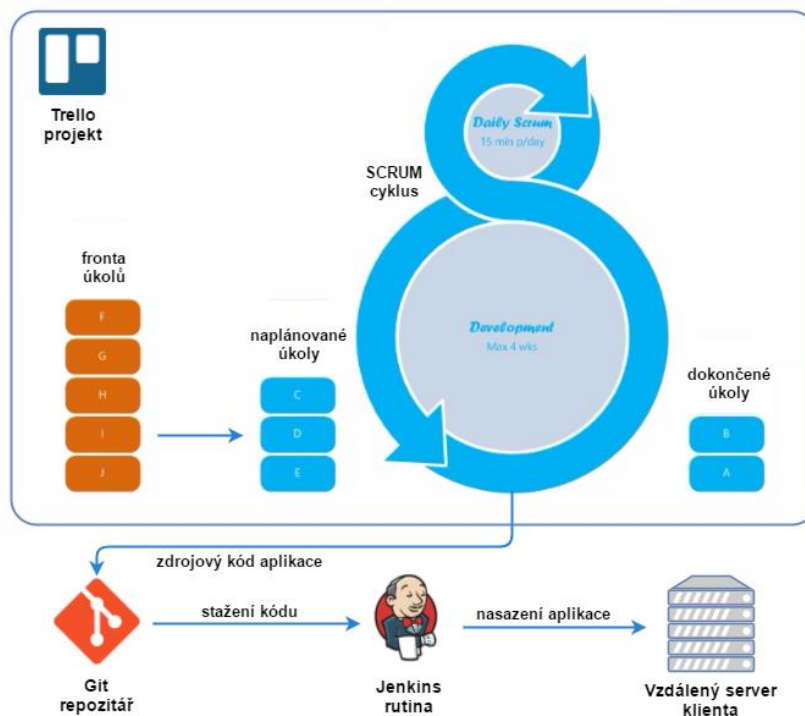 Trello
projekt
Daily Scrum
15 min p/day
SCRUM
cyklus
fronta
úkolů
F
G
H
I
J
naplánované
úkoly
C
D
E
Development
Max 4 wks
dokončené
úkoly
B
A
zdrojový kód aplikace
stažení kódu
nasazení aplikace
Git
repozitář
Jenkins
rutina
Vzdálený server
klienta